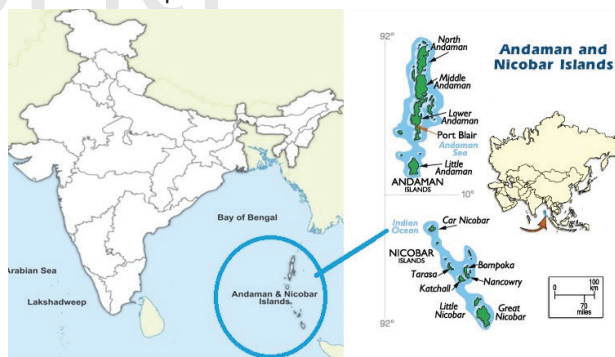 Bay of Bengal
Arabian Sea
Lakshadweep
Andaman & Nicobar
Islands.
Andaman and
Nicobar Islands
92°
North
Andaman
Middle
Andaman
Lower
Andaman
Port Blair
Andaman
Sea
Little
Andaman
ANDAMAN
ISLANDS
10°
Indian
Ocean
Car Nicobar
NICOBAR
ISLANDS
Tarasa
Bompoka
Katchall
Nancowry
Little
Nicobar
Great
Nicobar
92°
0 100
km
70
miles